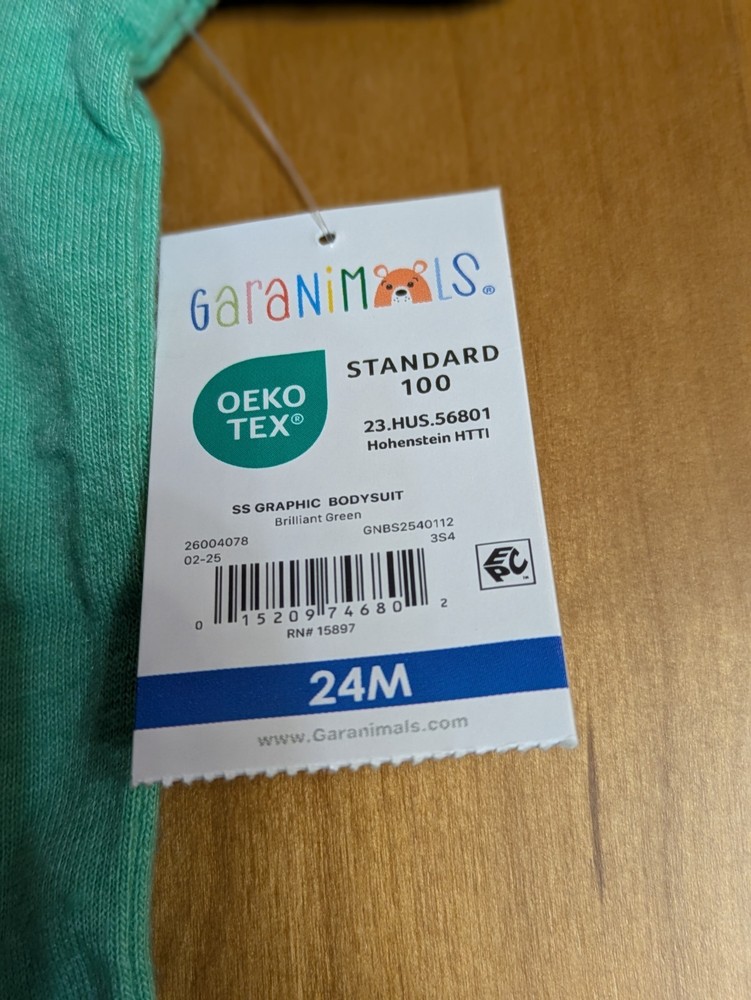 GaraNiMALS®
OEKO
TEX®
STANDARD
100
23.HUS.56801
Hohenstein HTTI
SS GRAPHIC BODYSUIT
Brilliant Green
26004078
02-25
GNBS2540112
3S4
EPC™
0 15209 74680 2
RN# 15897
24M
www.Garanimals.com